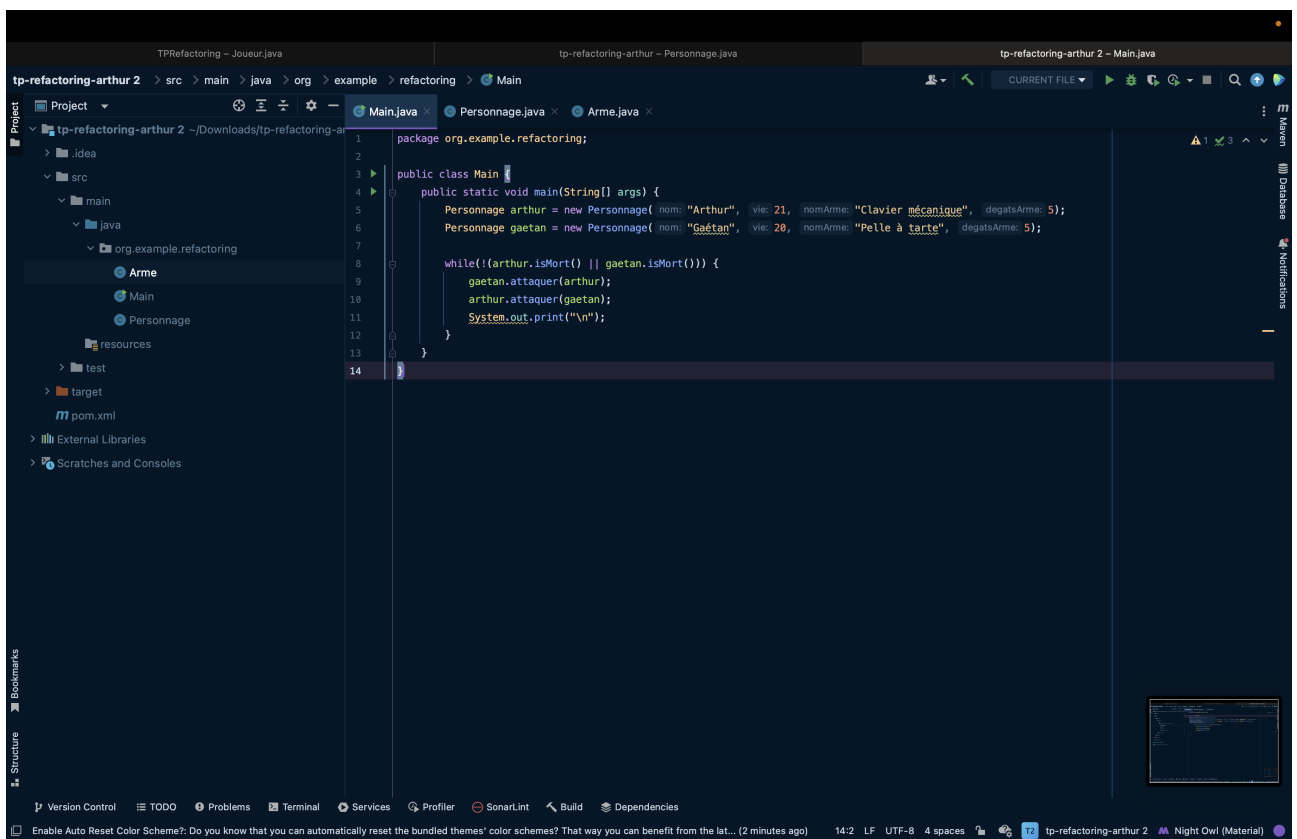 TPRefactoring – Joueur.java
tp-refactoring-arthur – Personnage.java
tp-refactoring-arthur 2 – Main.java
tp-refactoring-arthur 2 > src > main > java > org > example > refactoring > Main
CURRENT FILE
Project
Project
Bookmarks
Structure
tp-refactoring-arthur 2 ~/Downloads/tp-refactoring-ar
.idea
src
main
java
org.example.refactoring
Arme
Main
Personnage
resources
test
target
pom.xml
External Libraries
Scratches and Consoles
Main.java
Personnage.java
Arme.java
1 package org.example.refactoring;
2
3 public class Main {
4 public static void main(String[] args) {
5 Personnage arthur = new Personnage( nom: "Arthur", vie: 21, nomArme: "Clavier mécanique", degatsArme: 5);
6 Personnage gaetan = new Personnage( nom: "Gaétan", vie: 20, nomArme: "Pelle à tarte", degatsArme: 5);
7
8 while(!(arthur.isMort() || gaetan.isMort())) {
9 gaetan.attaquer(arthur);
10 arthur.attaquer(gaetan);
11 System.out.print("\n");
12 }
13 }
14 }
1 3
Maven
Database
Notifications
Version Control
TODO
Problems
Terminal
Services
Profiler
SonarLint
Build
Dependencies
Enable Auto Reset Color Scheme?: Do you know that you can automatically reset the bundled themes' color schemes? That way you can benefit from the lat... (2 minutes ago)
14:2 LF UTF-8 4 spaces T2 tp-refactoring-arthur 2 Night Owl (Material)